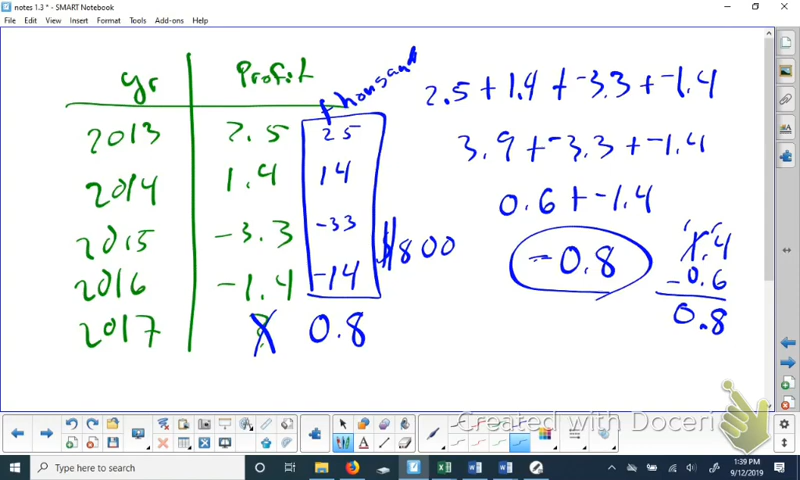 notes 1.3 * - SMART Notebook
File Edit View Insert Format Tools Add-ons Help
yr Profit thousand
2013 2.5 25
2014 1.4 14
2015 -3.3 -33
2016 -1.4 -14
2017 0.8
$800
2.5 + 1.4 + -3.3 + -1.4
3.9 + -3.3 + -1.4
0.6 + -1.4
-0.8
1.4
-0.6
0.8
Created with Doceri
Type here to search
1:39 PM
9/12/2019